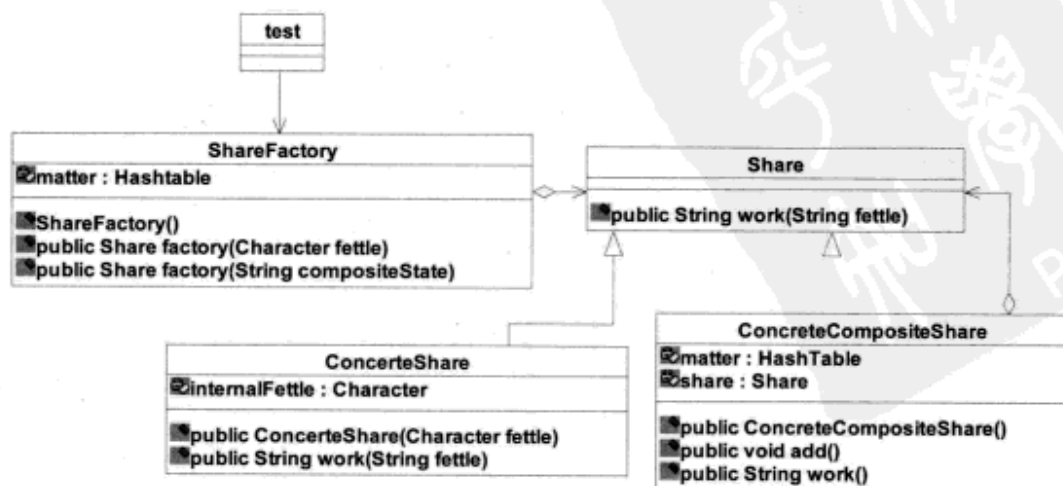 test
ShareFactory
matter : Hashtable
ShareFactory()
public Share factory(Character fettle)
public Share factory(String compositeState)
Share
public String work(String fettle)
ConcerteShare
internalFettle : Character
public ConcerteShare(Character fettle)
public String work(String fettle)
ConcreteCompositeShare
matter : HashTable
share : Share
public ConcreteCompositeShare()
public void add()
public String work()